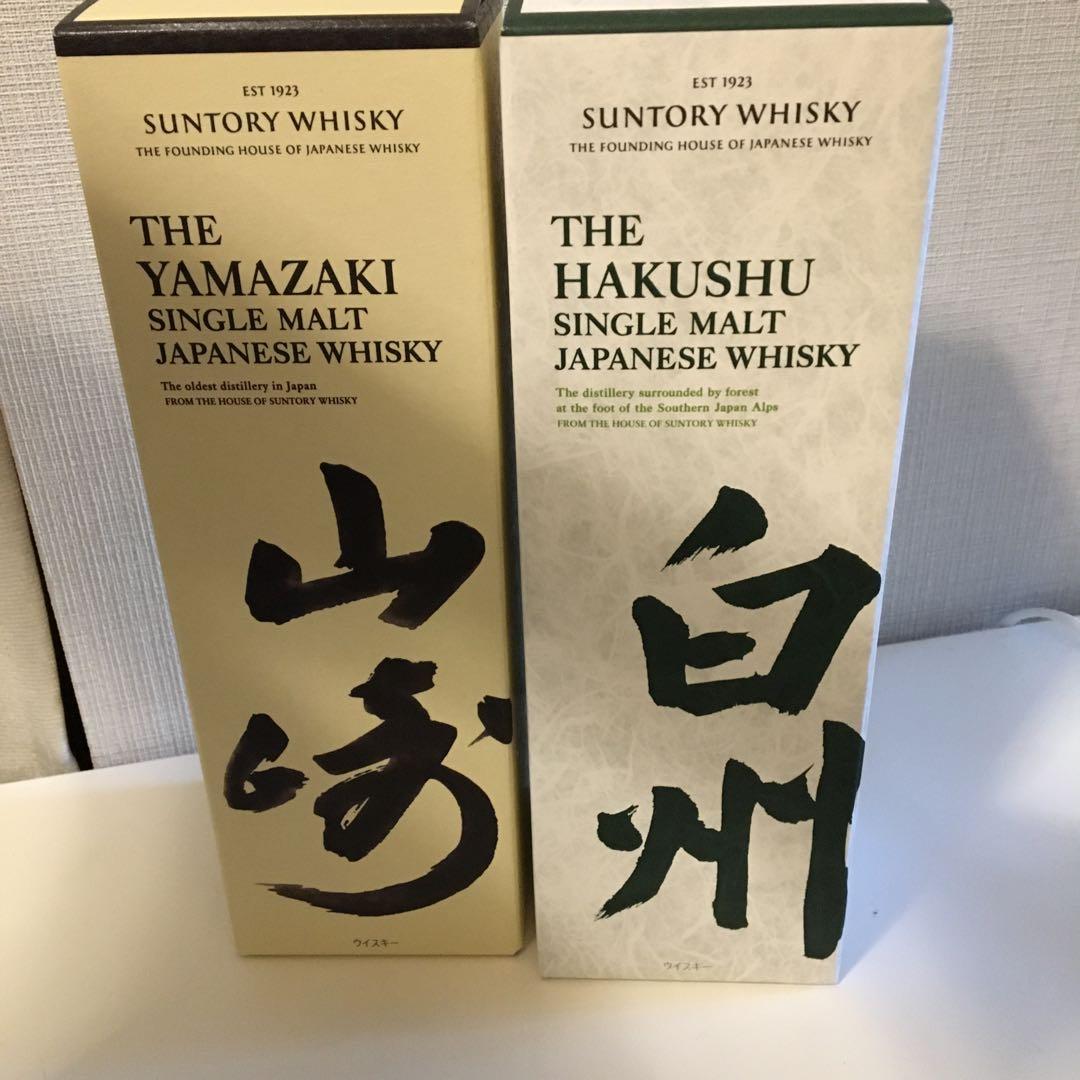 EST 1923
SUNTORY WHISKY
THE FOUNDING HOUSE OF JAPANESE WHISKY
THE
YAMAZAKI
SINGLE MALT
JAPANESE WHISKY
The oldest distillery in Japan
FROM THE HOUSE OF SUNTORY WHISKY
山
崎
ウイスキー
EST 1923
SUNTORY WHISKY
THE FOUNDING HOUSE OF JAPANESE WHISKY
THE
HAKUSHU
SINGLE MALT
JAPANESE WHISKY
The distillery surrounded by forest
at the foot of the Southern Japan Alps
FROM THE HOUSE OF SUNTORY WHISKY
白
州
ウイスキー